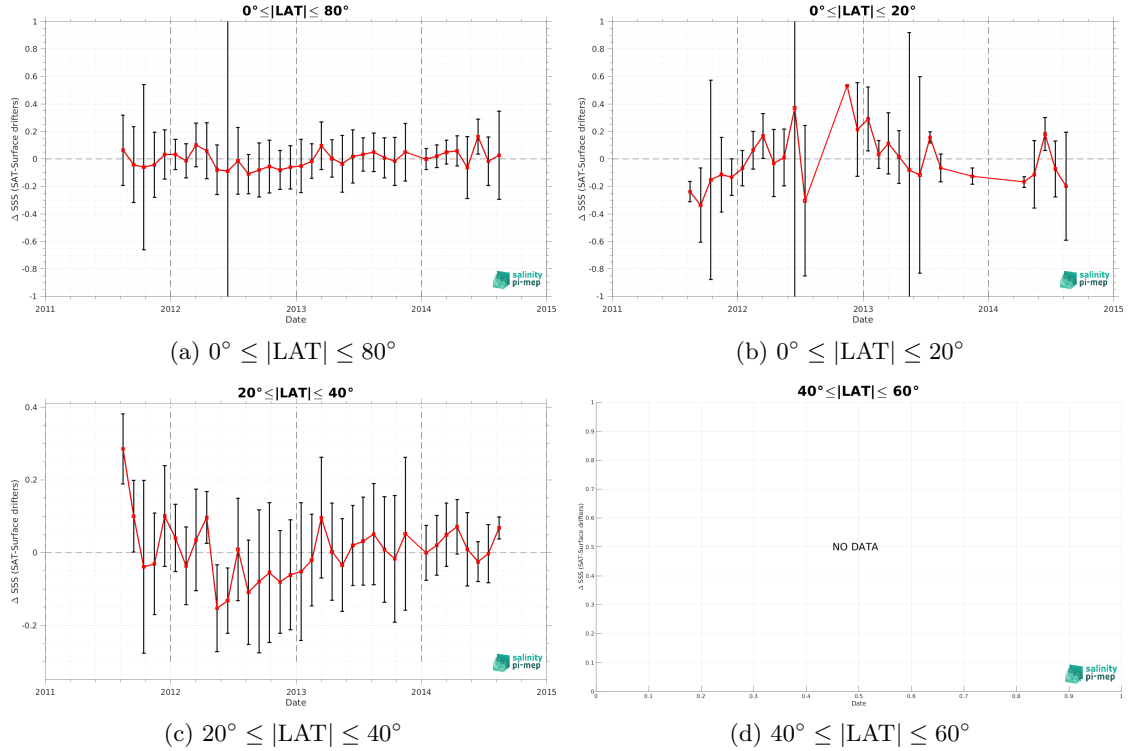 0°≤|LAT|≤ 80°
Δ SSS (SAT-Surface drifters)
1
0.8
0.6
0.4
0.2
0
-0.2
-0.4
-0.6
-0.8
-1
2011
2012
2013
2014
2015
Date
salinity
pi-mep
(a) 0° ≤ |LAT| ≤ 80°
0°≤|LAT|≤ 20°
Δ SSS (SAT-Surface drifters)
1
0.8
0.6
0.4
0.2
0
-0.2
-0.4
-0.6
-0.8
-1
2011
2012
2013
2014
2015
Date
salinity
pi-mep
(b) 0° ≤ |LAT| ≤ 20°
20°≤|LAT|≤ 40°
Δ SSS (SAT-Surface drifters)
0.4
0.2
0
-0.2
2011
2012
2013
2014
2015
Date
salinity
pi-mep
(c) 20° ≤ |LAT| ≤ 40°
40°≤|LAT|≤ 60°
Δ SSS (SAT-Surface drifters)
1
0.9
0.8
0.7
0.6
0.5
0.4
0.3
0.2
0.1
0
NO DATA
0
0.1
0.2
0.3
0.4
0.5
0.6
0.7
0.8
0.9
1
Date
salinity
pi-mep
(d) 40° ≤ |LAT| ≤ 60°